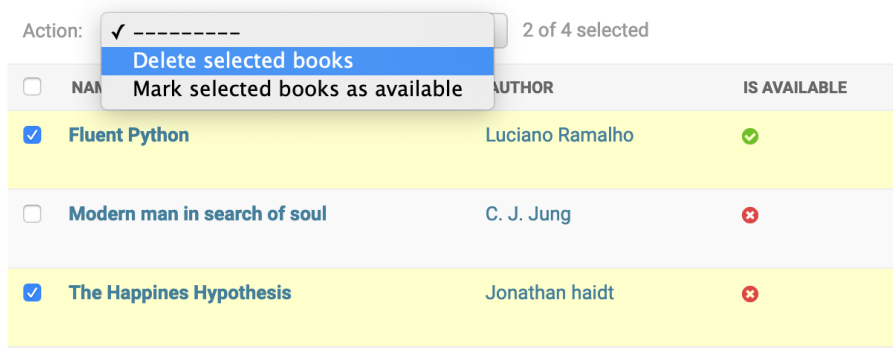 Action:
---------
2 of 4 selected
Delete selected books
Mark selected books as available
NAM
AUTHOR
IS AVAILABLE
Fluent Python
Luciano Ramalho
Modern man in search of soul
C. J. Jung
The Happines Hypothesis
Jonathan haidt